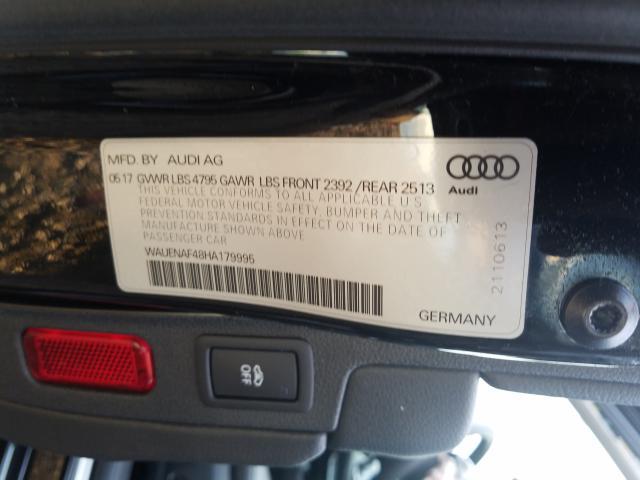 MFD. BY AUDI AG
05.17 GVWR LBS 4795 GAWR LBS FRONT 2392 / REAR 2513
THIS VEHICLE CONFORMS TO ALL APPLICABLE U S
FEDERAL MOTOR VEHICLE SAFETY, BUMPER AND THEFT
PREVENTION STANDARDS IN EFFECT ON THE DATE OF
MANUFACTURE SHOWN ABOVE
PASSENGER CAR
WAUENAF48HA179995
Audi
2110613
GERMANY
OFF